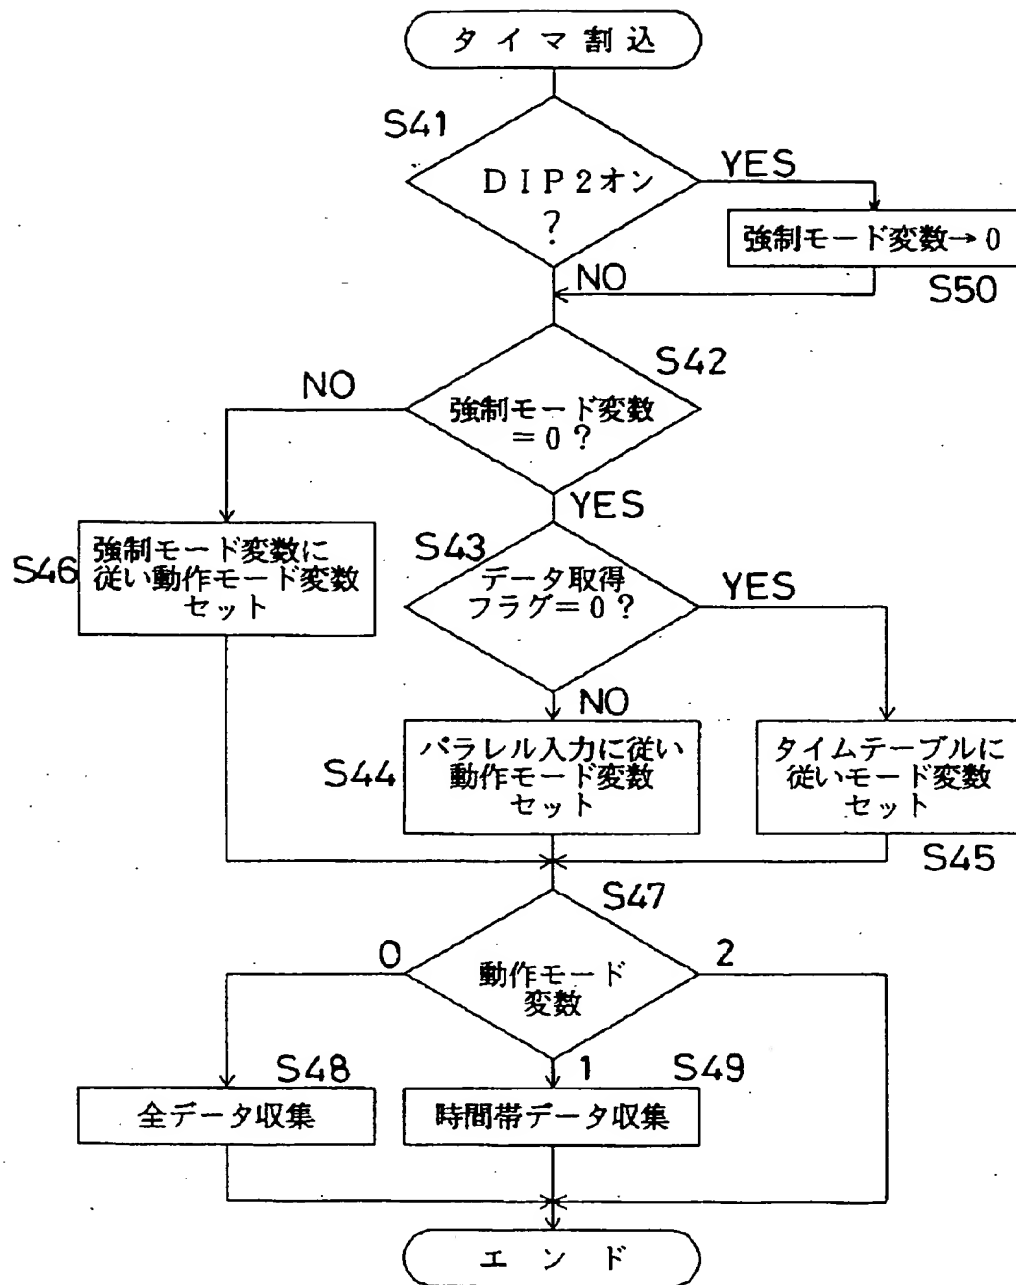 タイマ割込
S41
DIP2オン
?
YES
強制モード変数→0
S50
NO
S42
強制モード変数
=0?
NO
YES
S46
強制モード変数に
従い動作モード変数
セット
S43
データ取得
フラグ=0?
YES
NO
S44
パラレル入力に従い
動作モード変数
セット
タイムテーブルに
従いモード変数
セット
S45
S47
動作モード
変数
0
2
1
S48
全データ収集
S49
時間帯データ収集
エンド